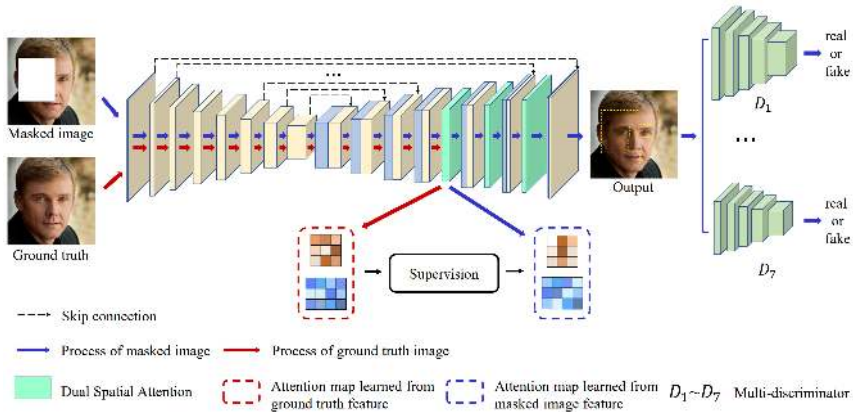 Masked image
Ground truth
...
Output
D₁
real
or
fake
...
D₇
real
or
fake
Supervision
Skip connection
Process of masked image
Process of ground truth image
Dual Spatial Attention
Attention map learned from
ground truth feature
Attention map learned from
masked image feature
D₁~D₇ Multi-discriminator